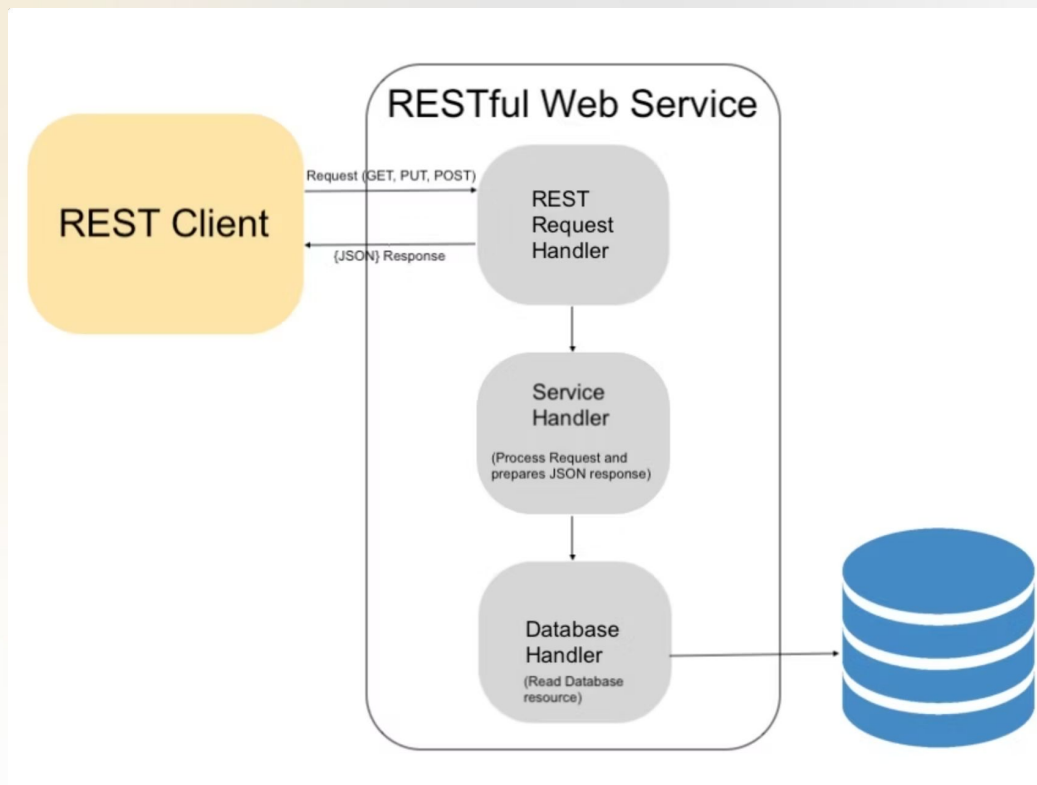 RESTful Web Service
REST Client
Request (GET, PUT, POST)
{JSON} Response
REST
Request
Handler
Service
Handler
(Process Request and
prepares JSON response)
Database
Handler
(Read Database
resource)